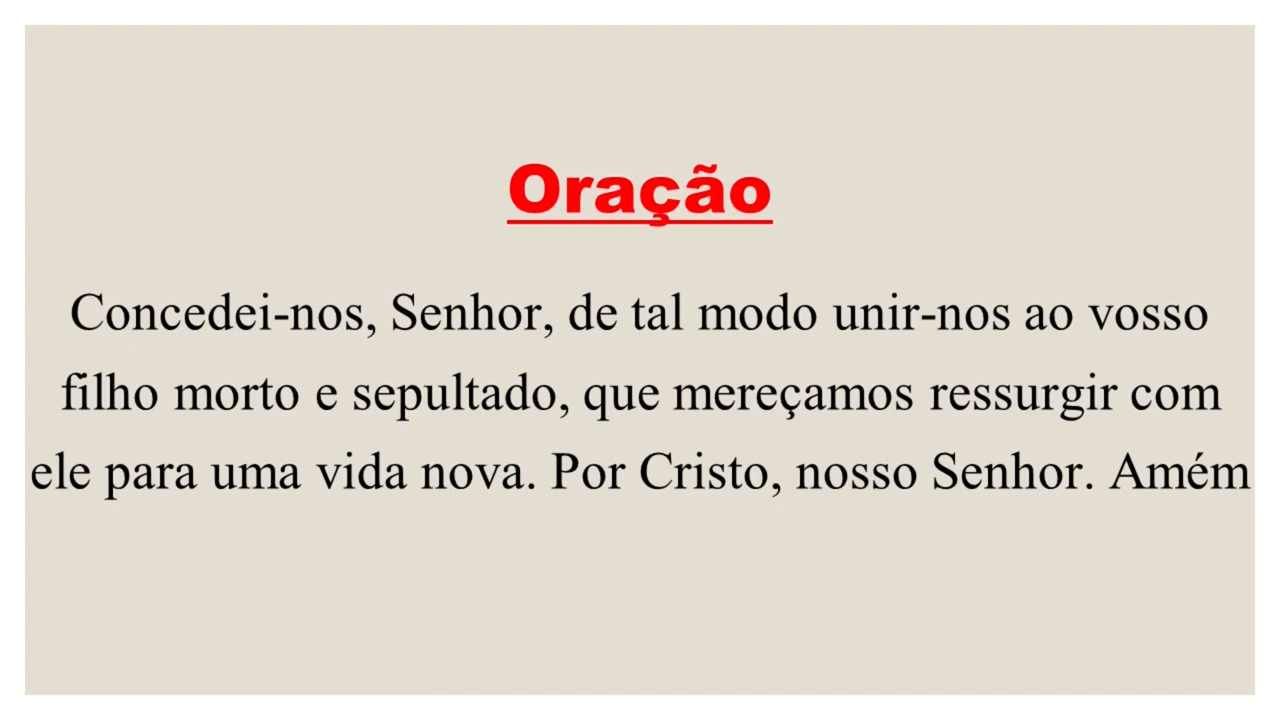 Oração
Concedei-nos, Senhor, de tal modo unir-nos ao vosso
filho morto e sepultado, que mereçamos ressurgir com
ele para uma vida nova. Por Cristo, nosso Senhor. Amém